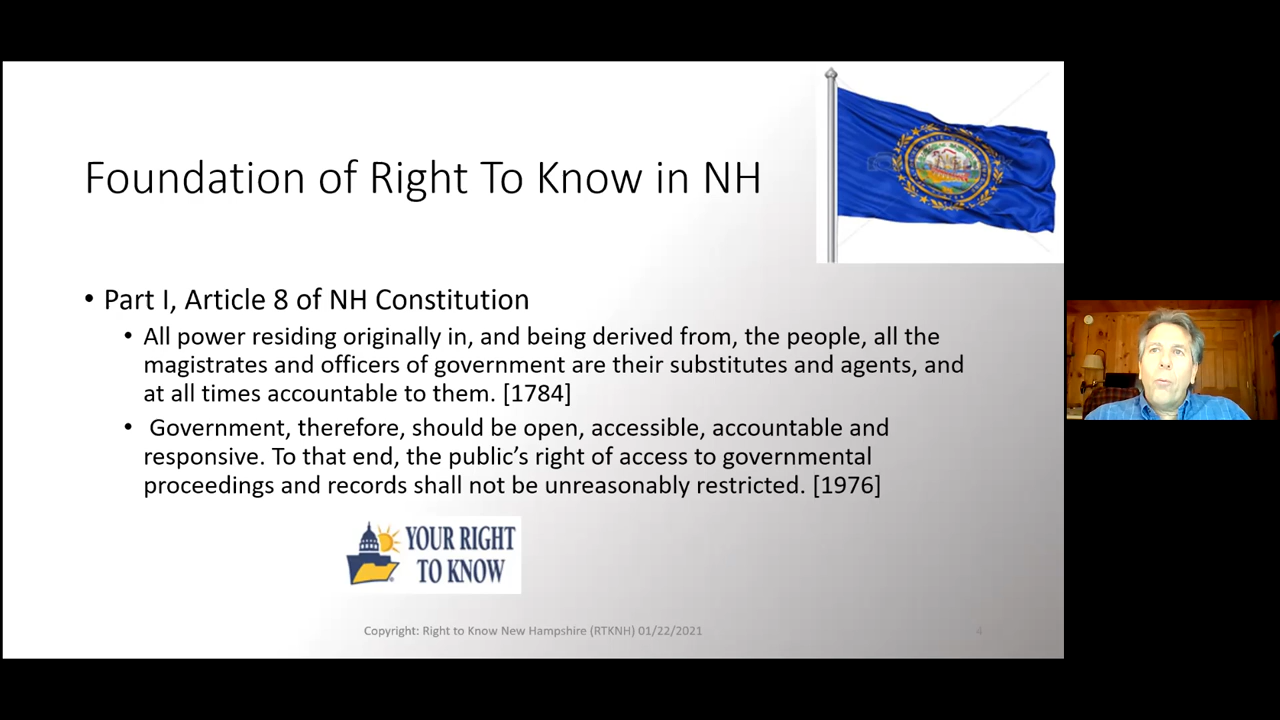 Foundation of Right To Know in NH
• Part I, Article 8 of NH Constitution
• All power residing originally in, and being derived from, the people, all the
magistrates and officers of government are their substitutes and agents, and
at all times accountable to them. [1784]
• Government, therefore, should be open, accessible, accountable and
responsive. To that end, the public’s right of access to governmental
proceedings and records shall not be unreasonably restricted. [1976]
YOUR RIGHT
TO KNOW
Copyright: Right to Know New Hampshire (RTKNH) 01/22/2021
4